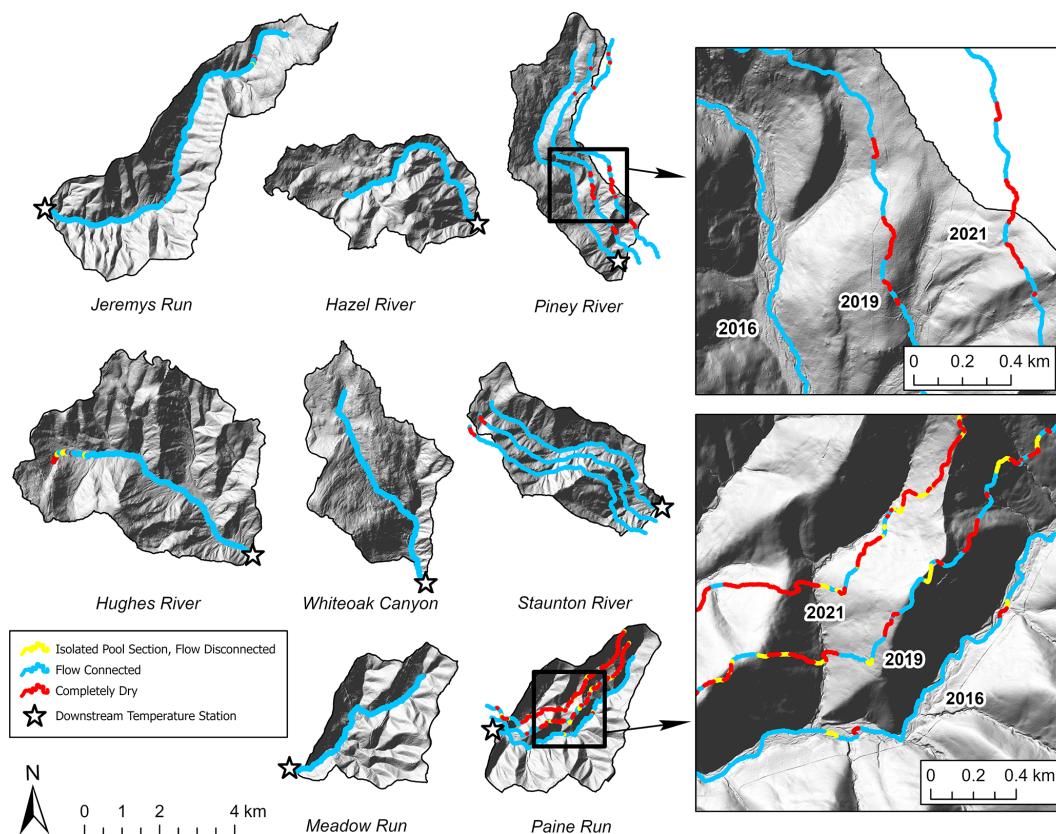 Jeremys Run
Hazel River
Piney River
2016
2019
2021
0 0.2 0.4 km
Hughes River
Whiteoak Canyon
Staunton River
2021
2019
2016
0 0.2 0.4 km
Isolated Pool Section, Flow Disconnected
Flow Connected
Completely Dry
Downstream Temperature Station
N
0 1 2 4 km
Meadow Run
Paine Run